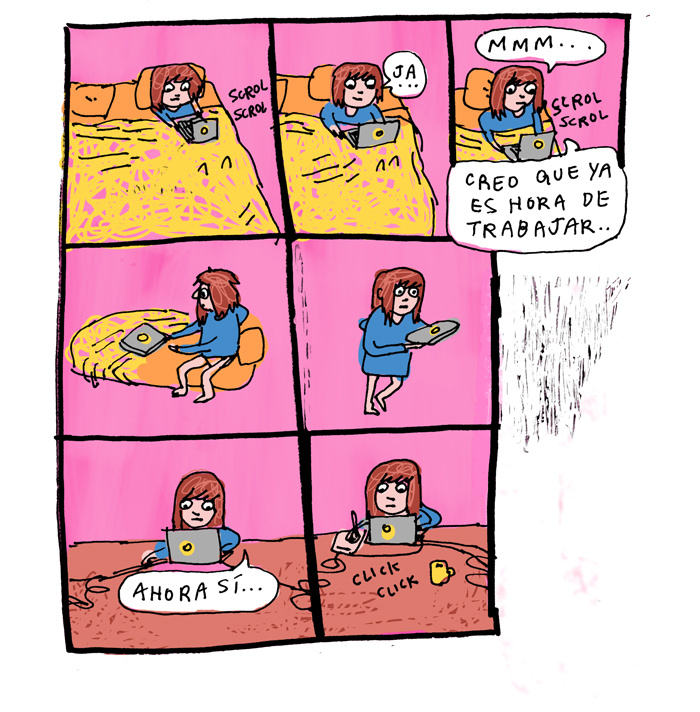 SCROL
SCROL
JA
...
MMM...
SCROL
SCROL
CREO QUE YA
ES HORA DE
TRABAJAR..
AHORA SÍ...
CLICK
CLICK